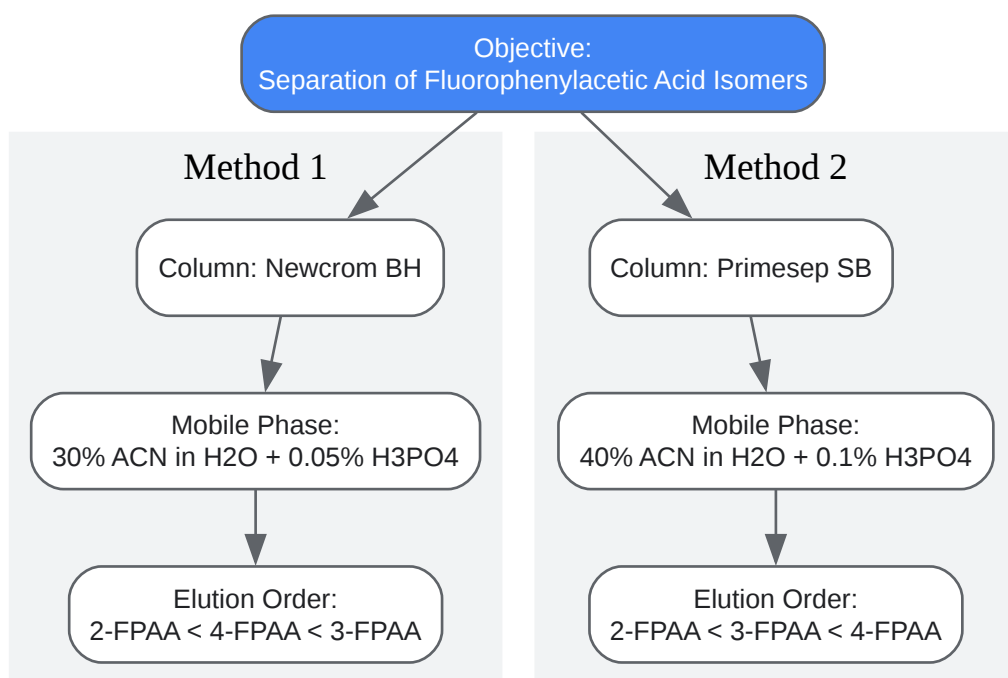 Objective:
Separation of Fluorophenylacetic Acid Isomers
Method 1
Column: Newcrom BH
Mobile Phase:
30% ACN in H2O + 0.05% H3PO4
Elution Order:
2-FPAA < 4-FPAA < 3-FPAA
Method 2
Column: Primesep SB
Mobile Phase:
40% ACN in H2O + 0.1% H3PO4
Elution Order:
2-FPAA < 3-FPAA < 4-FPAA